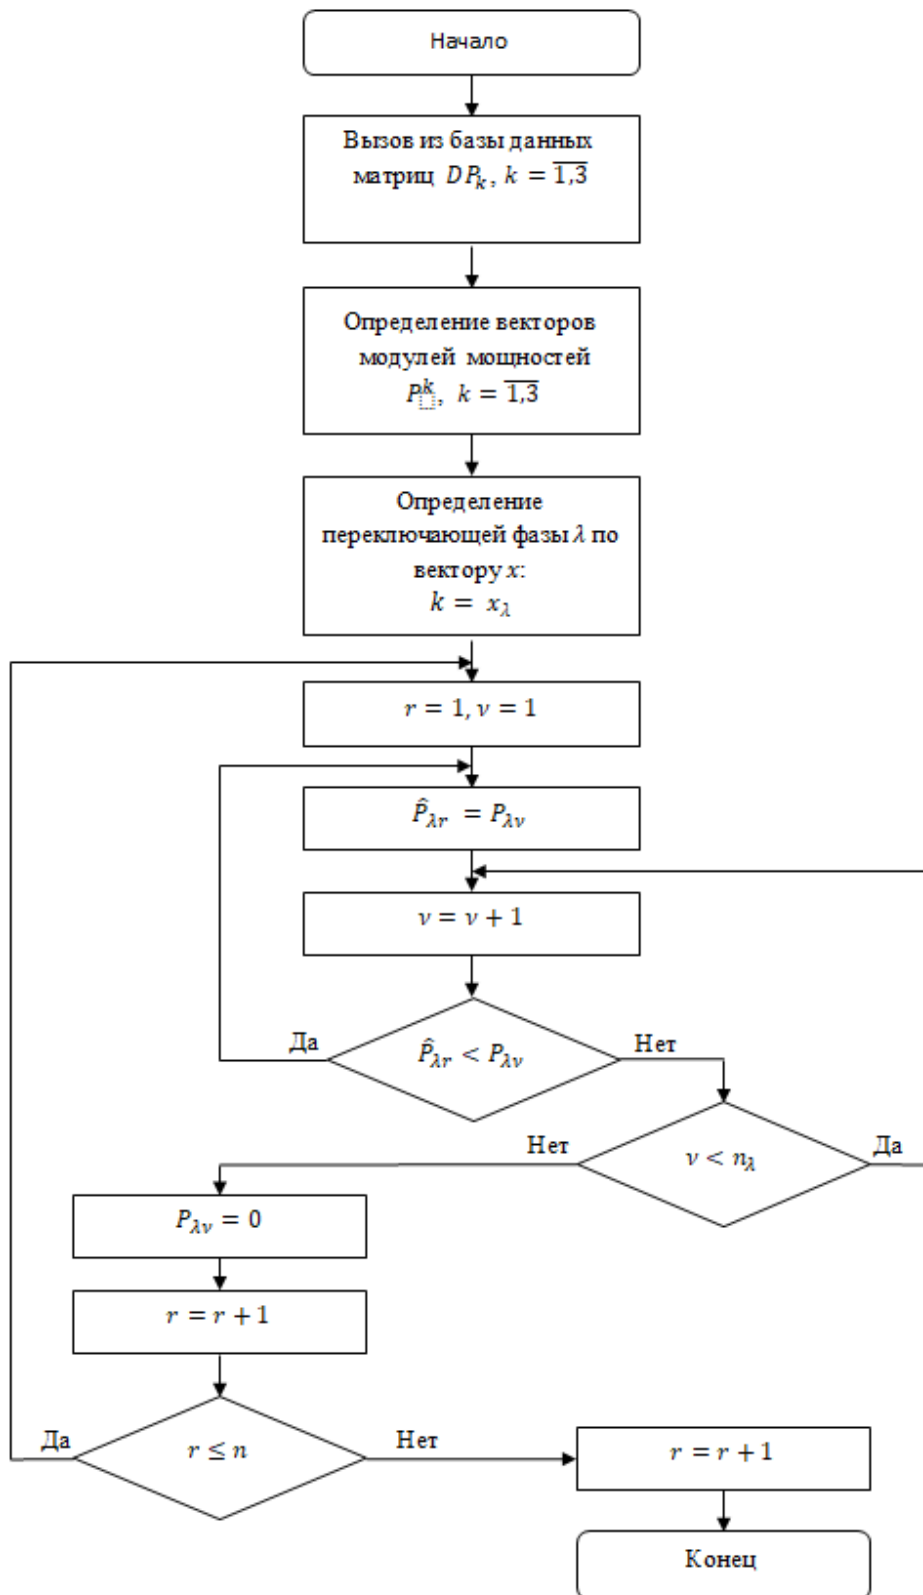 Начало
Вызов из базы данных
матриц DPₖ, k = 1,3
Определение векторов
модулей мощностей
Pᵏ, k = 1,3
Определение
переключающей фазы λ по
вектору x:
k = x_λ
r = 1, ν = 1
P̂_λr = P_λν
ν = ν + 1
Да
P̂_λr < P_λν
Нет
Нет
ν < n_λ
Да
P_λν = 0
r = r + 1
Да
r ≤ n
Нет
r = r + 1
Конец